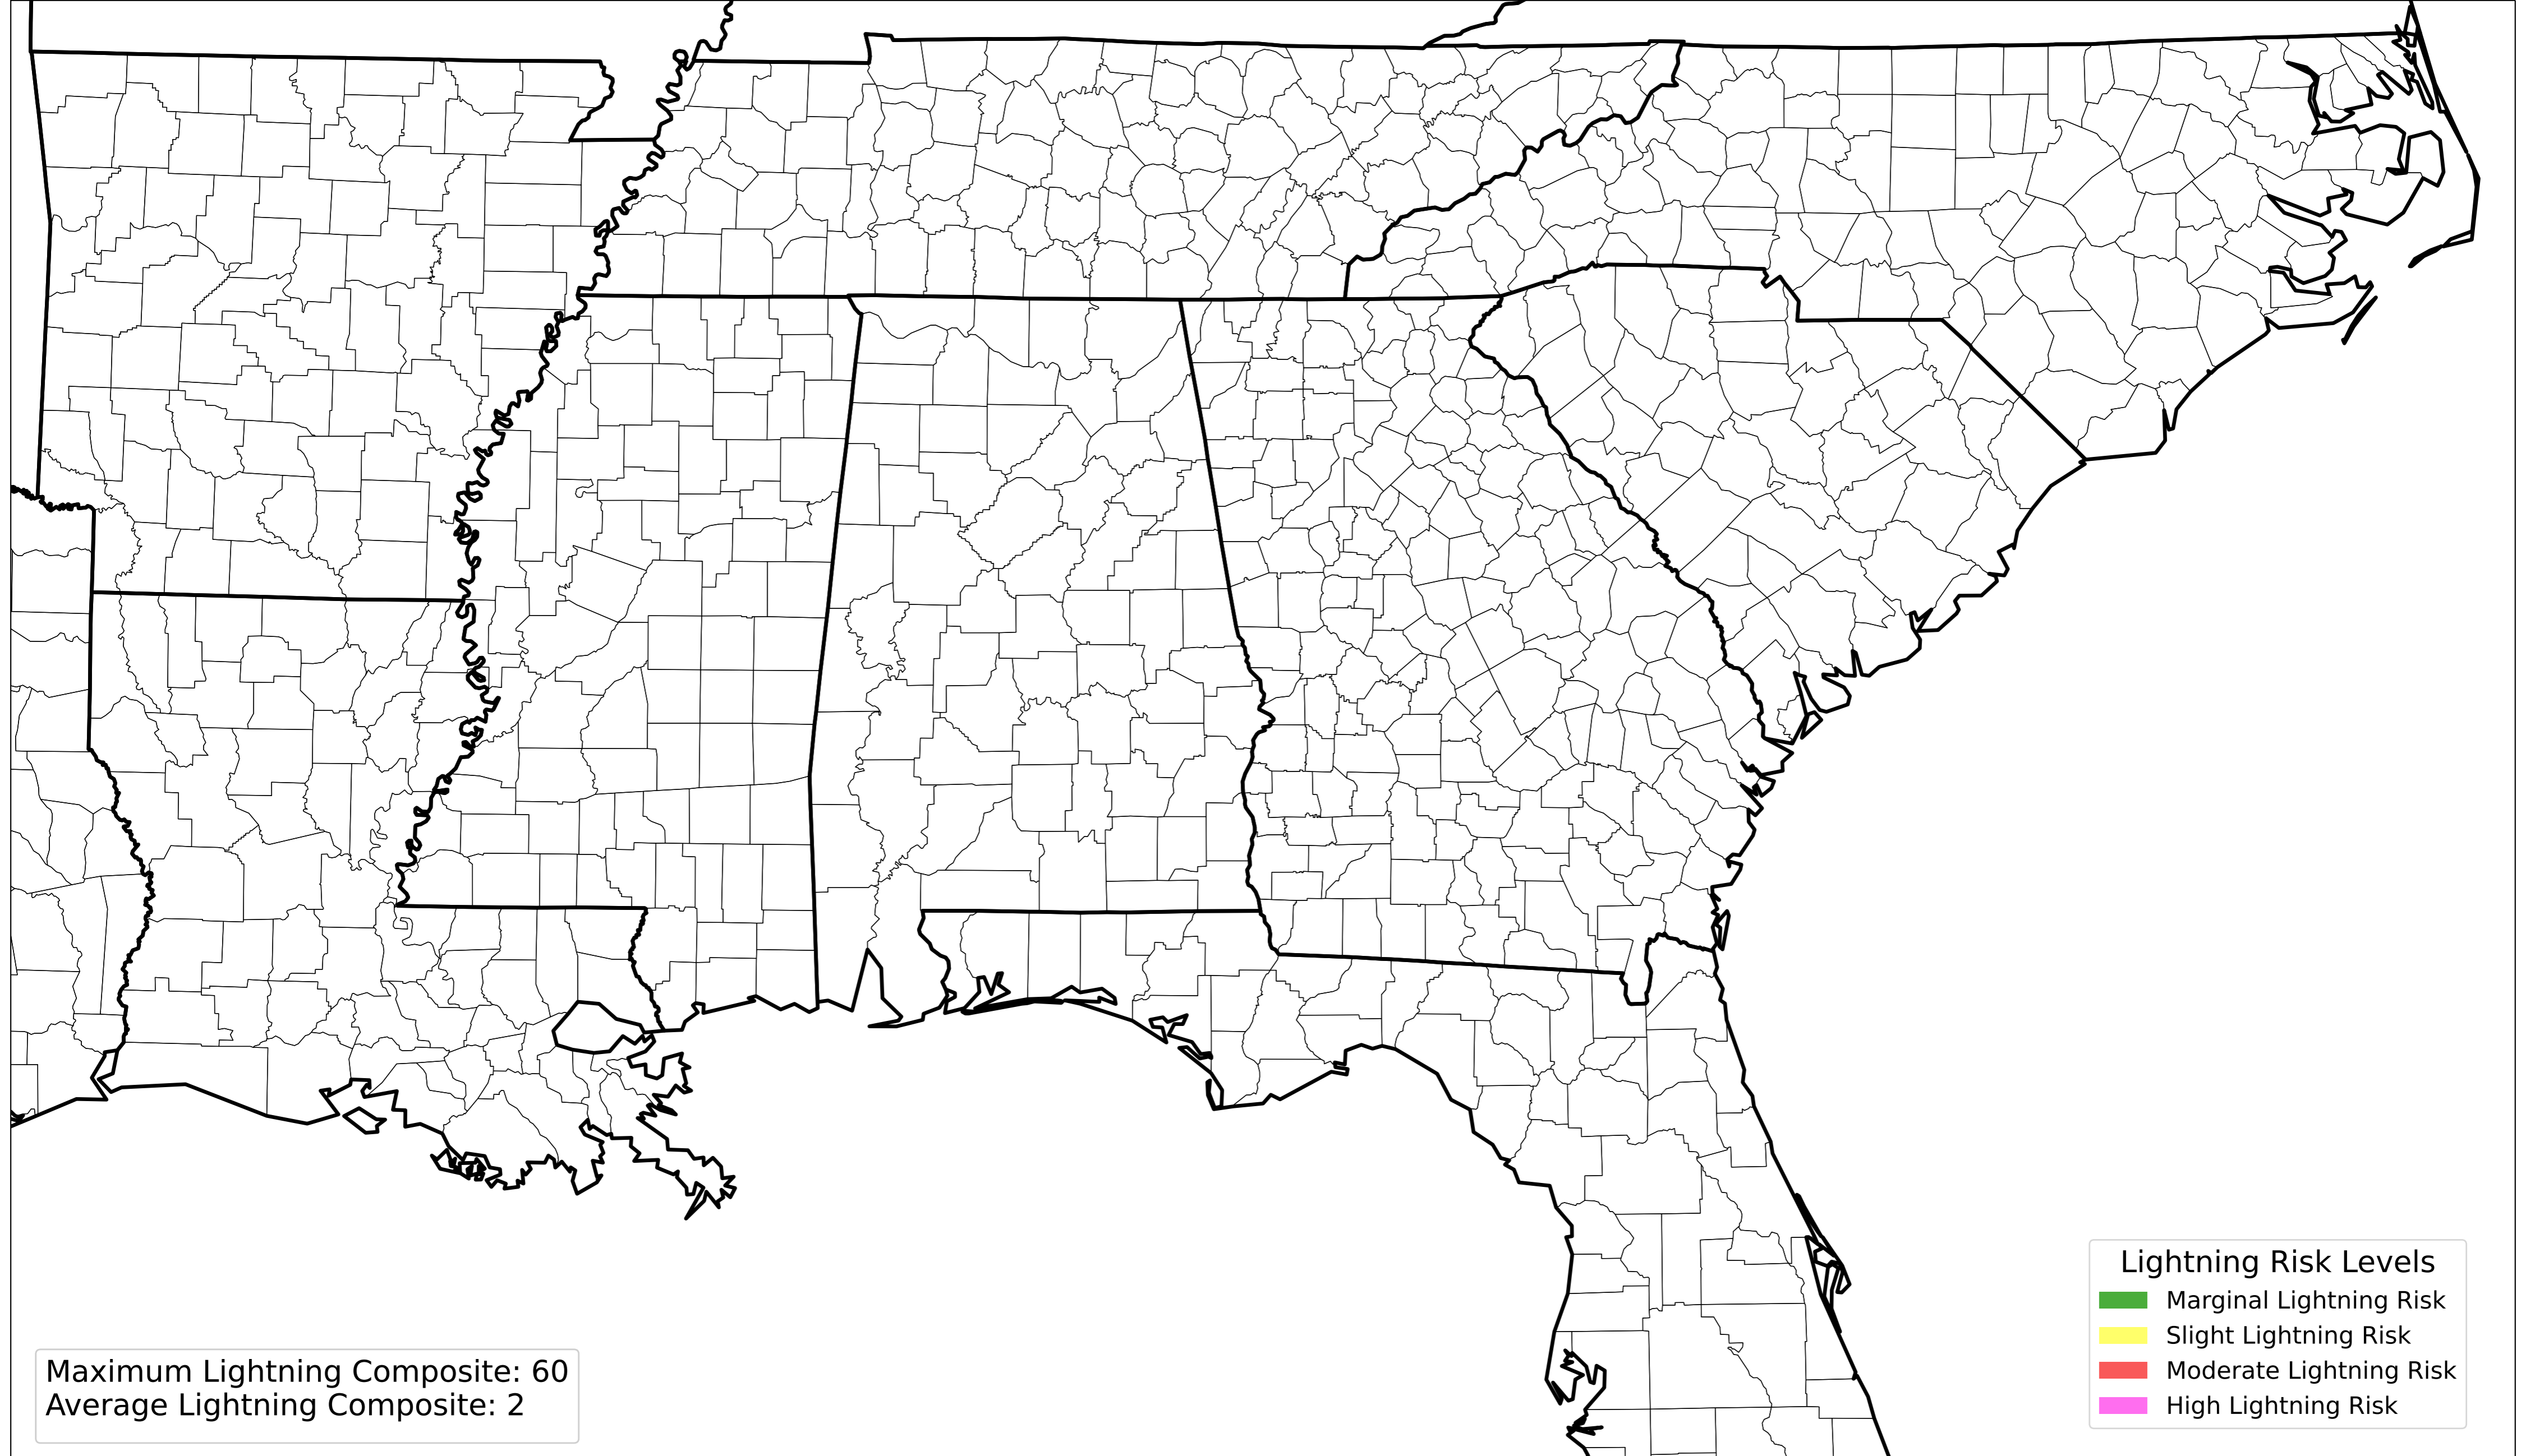 Maximum Lightning Composite: 60
Average Lightning Composite: 2
Lightning Risk Levels
Marginal Lightning Risk
Slight Lightning Risk
Moderate Lightning Risk
High Lightning Risk